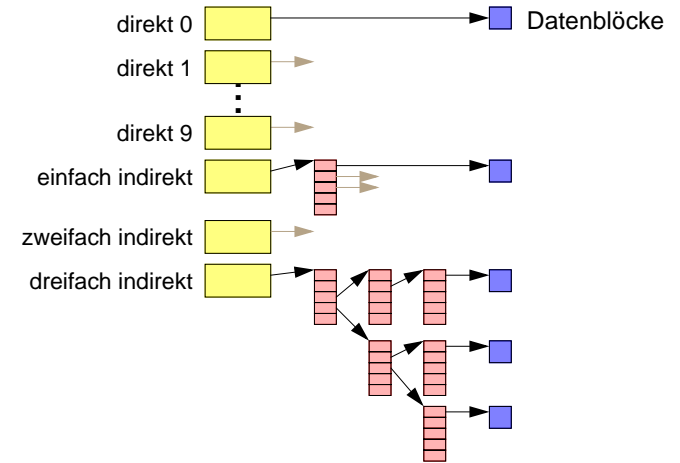 direkt 0
Datenblöcke
direkt 1
direkt 9
einfach indirekt
zweifach indirekt
dreifach indirekt